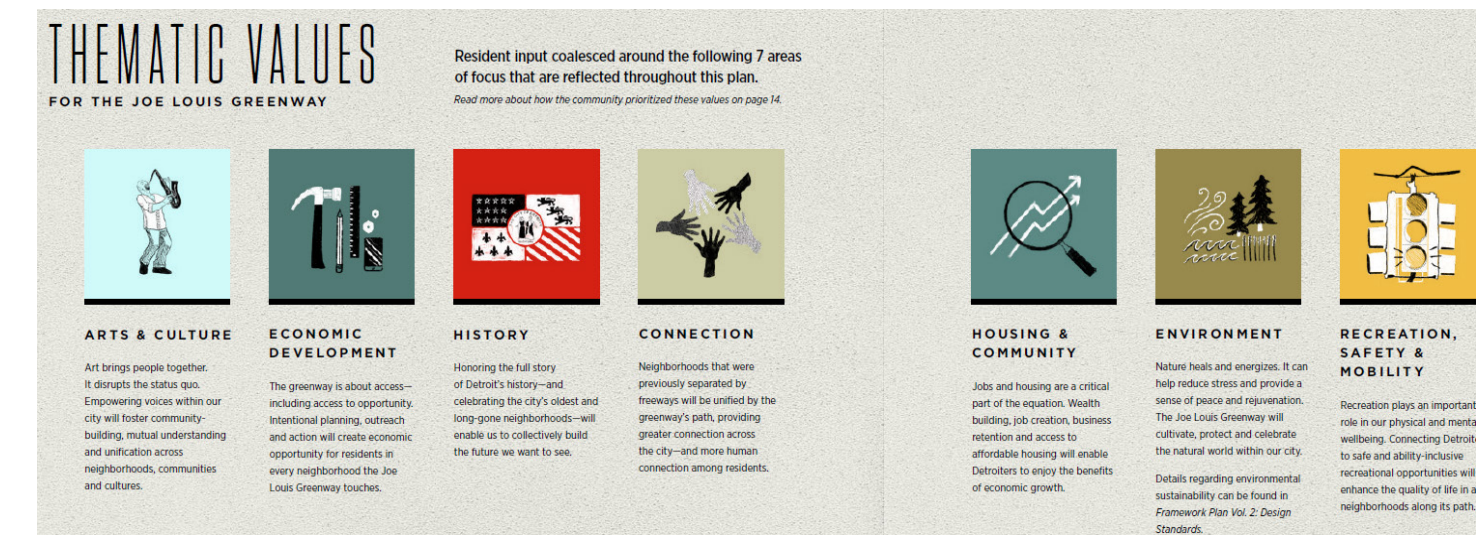 THEMATIC VALUES
FOR THE JOE LOUIS GREENWAY
Resident input coalesced around the following 7 areas
of focus that are reflected throughout this plan.
Read more about how the community prioritized these values on page 14.
ARTS & CULTURE
Art brings people together.
It disrupts the status quo.
Empowering voices within our
city will foster community-
building, mutual understanding
and unification across
neighborhoods, communities
and cultures.
ECONOMIC
DEVELOPMENT
The greenway is about access—
including access to opportunity.
Intentional planning, outreach
and action will create economic
opportunity for residents in
every neighborhood the Joe
Louis Greenway touches.
HISTORY
Honoring the full story
of Detroit's history—and
celebrating the city's oldest and
long-gone neighborhoods—will
enable us to collectively build
the future we want to see.
CONNECTION
Neighborhoods that were
previously separated by
freeways will be unified by the
greenway's path, providing
greater connection across
the city—and more human
connection among residents.
HOUSING &
COMMUNITY
Jobs and housing are a critical
part of the equation. Wealth
building, job creation, business
retention and access to
affordable housing will enable
Detroiters to enjoy the benefits
of economic growth.
ENVIRONMENT
Nature heals and energizes. It can
help reduce stress and provide a
sense of peace and rejuvenation.
The Joe Louis Greenway will
cultivate, protect and celebrate
the natural world within our city.
Details regarding environmental
sustainability can be found in
Framework Plan Vol. 2: Design
Standards.
RECREATION,
SAFETY &
MOBILITY
Recreation plays an important
role in our physical and menta
wellbeing. Connecting Detroite
to safe and ability-inclusive
recreational opportunities will
enhance the quality of life in a
neighborhoods along its path.